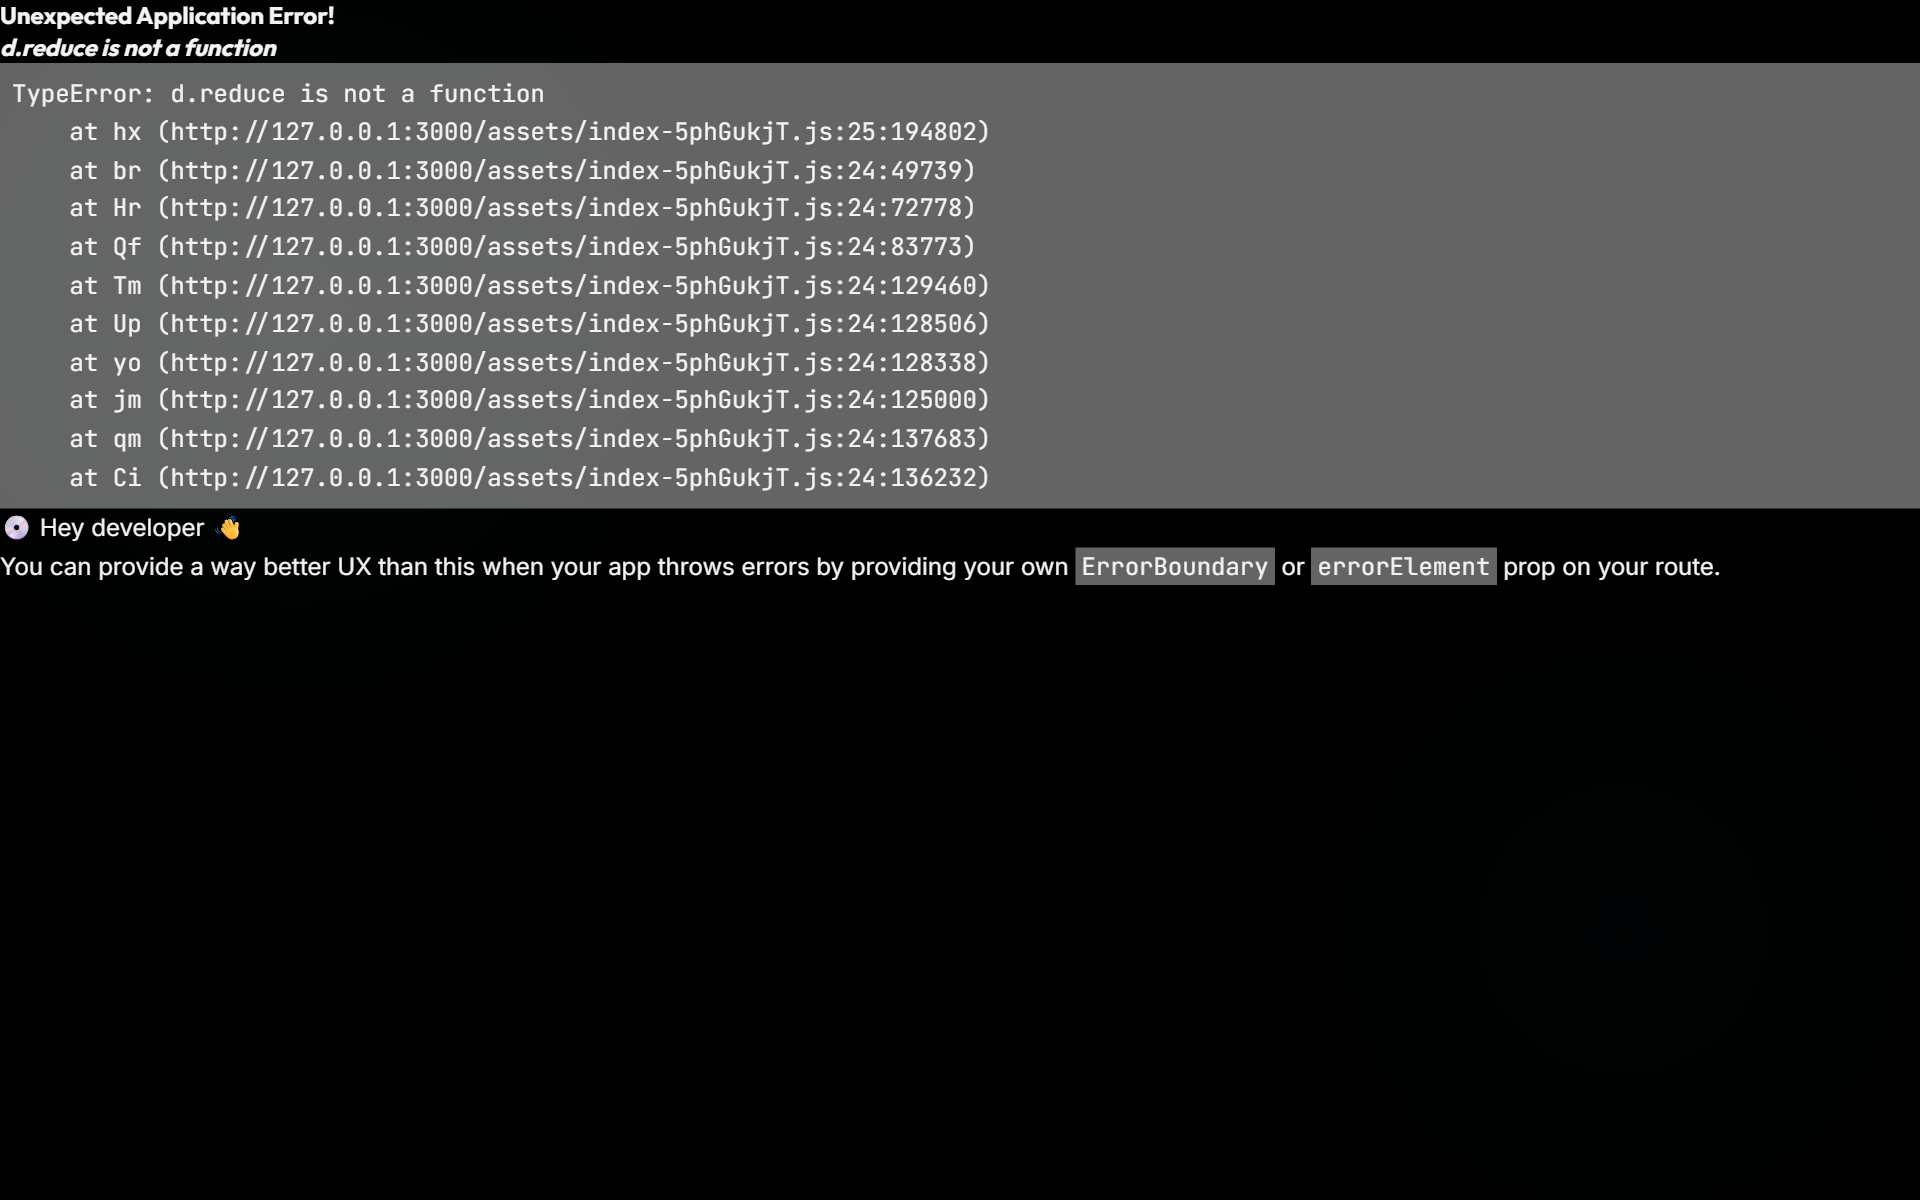 Unexpected Application Error!
d.reduce is not a function
TypeError: d.reduce is not a function
    at hx (http://127.0.0.1:3000/assets/index-5phGukjT.js:25:194802)
    at br (http://127.0.0.1:3000/assets/index-5phGukjT.js:24:49739)
    at Hr (http://127.0.0.1:3000/assets/index-5phGukjT.js:24:72778)
    at Qf (http://127.0.0.1:3000/assets/index-5phGukjT.js:24:83773)
    at Tm (http://127.0.0.1:3000/assets/index-5phGukjT.js:24:129460)
    at Up (http://127.0.0.1:3000/assets/index-5phGukjT.js:24:128506)
    at yo (http://127.0.0.1:3000/assets/index-5phGukjT.js:24:128338)
    at jm (http://127.0.0.1:3000/assets/index-5phGukjT.js:24:125000)
    at qm (http://127.0.0.1:3000/assets/index-5phGukjT.js:24:137683)
    at Ci (http://127.0.0.1:3000/assets/index-5phGukjT.js:24:136232)
💿 Hey developer 👋
You can provide a way better UX than this when your app throws errors by providing your own ErrorBoundary or errorElement prop on your route.